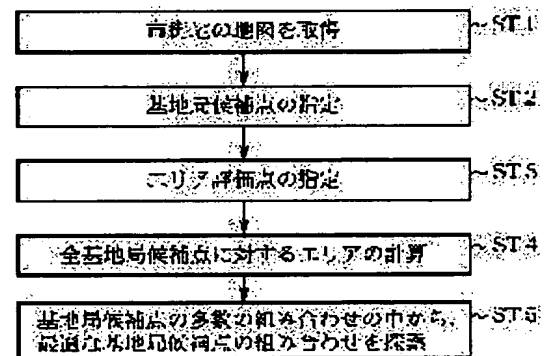 市街地の地図を取得 ~ST1
基地局候補点の指定 ~ST2
エリア評価点の指定 ~ST3
全基地局候補点に対するエリアの計算 ~ST4
基地局候補点の多数の組み合わせの中から、 ~ST5
最適な基地局候補点の組み合わせを探索